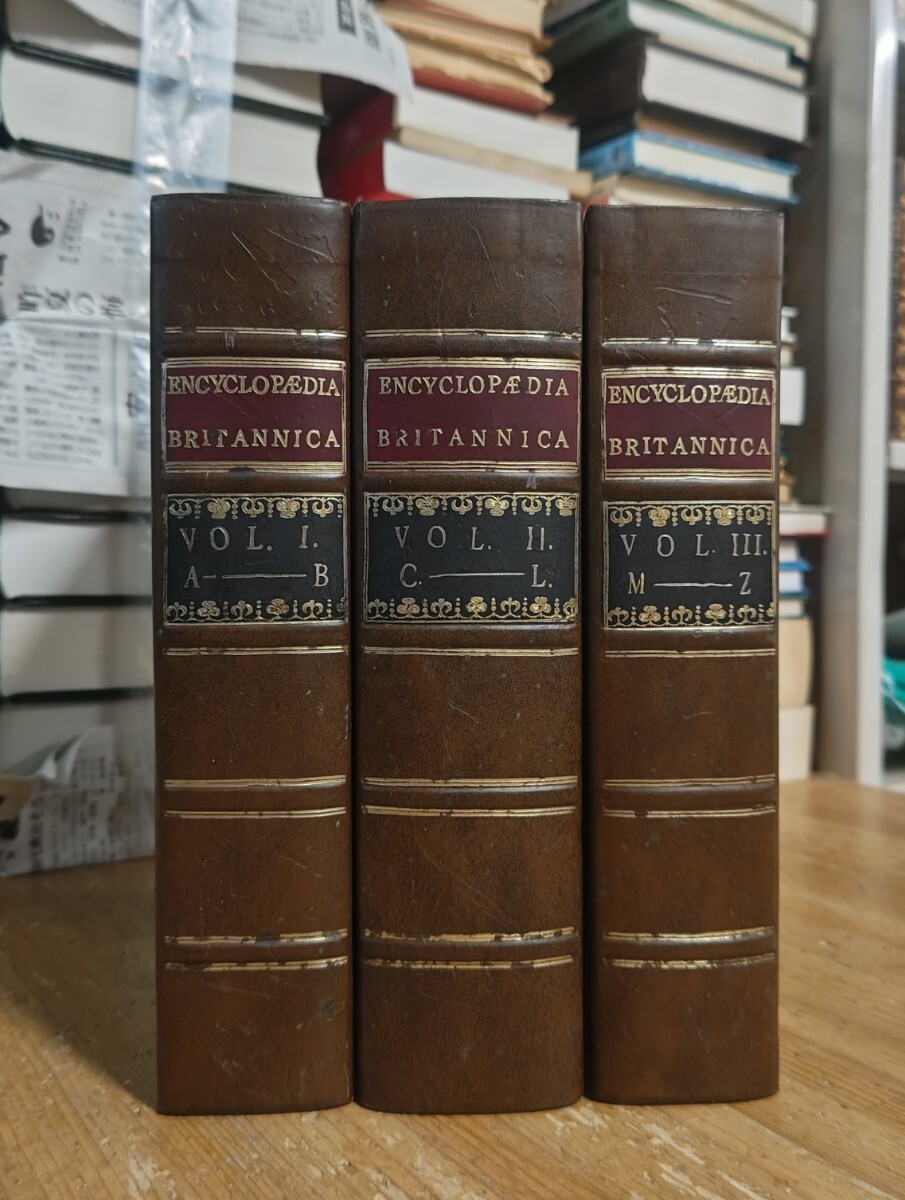 ENCYCLOPÆDIA
BRITANNICA
VOL. I.
A — B
ENCYCLOPÆDIA
BRITANNICA
VOL. II.
C. — L.
ENCYCLOPÆDIA
BRITANNICA
VOL. III.
M — Z